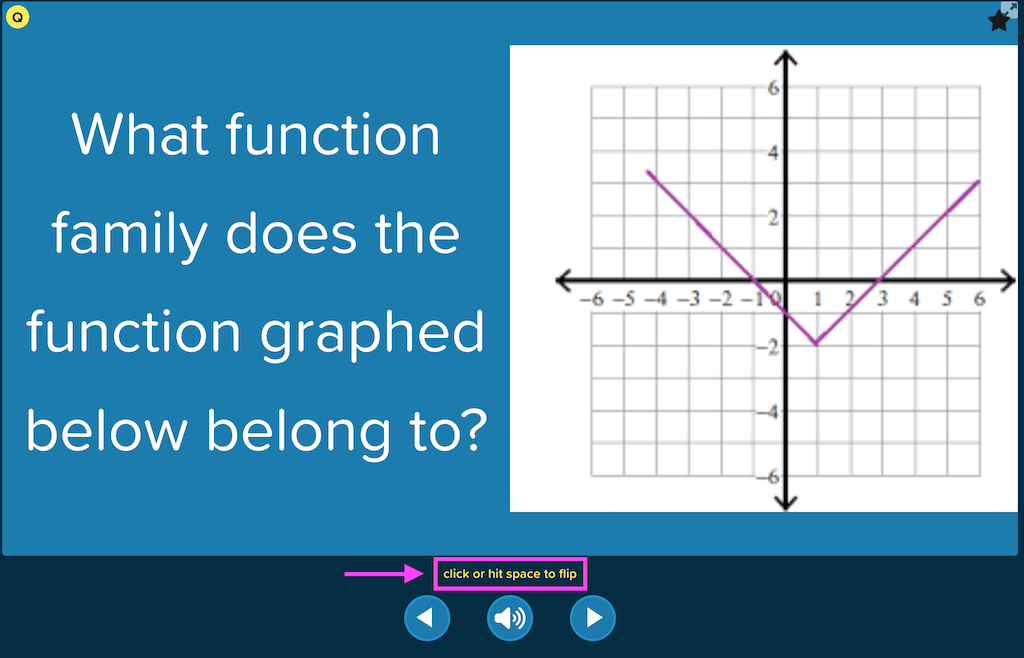 Q
What function
family does the
function graphed
below belong to?
6
4
2
−6 −5 −4 −3 −2 −1 0 1 2 3 4 5 6
−2
−4
−6
click or hit space to flip